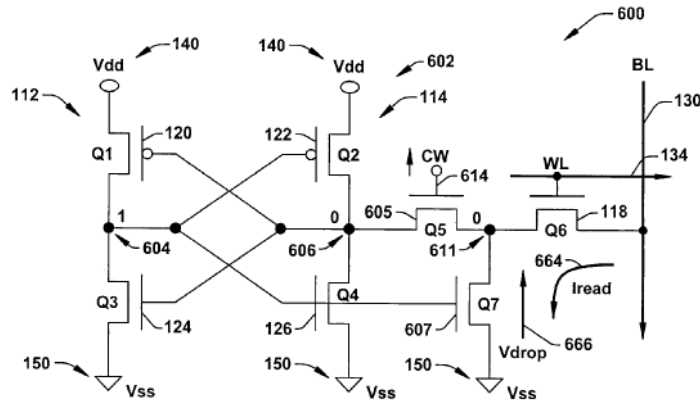 600
140
140
602
BL
Vdd
Vdd
112
114
120
122
130
Q1
Q2
CW
614
WL
134
1
0
605
0
118
604
606
Q5
611
Q6
664
Iread
Q3
Q4
Q7
124
126
607
Vdrop
666
150
150
150
Vss
Vss
Vss